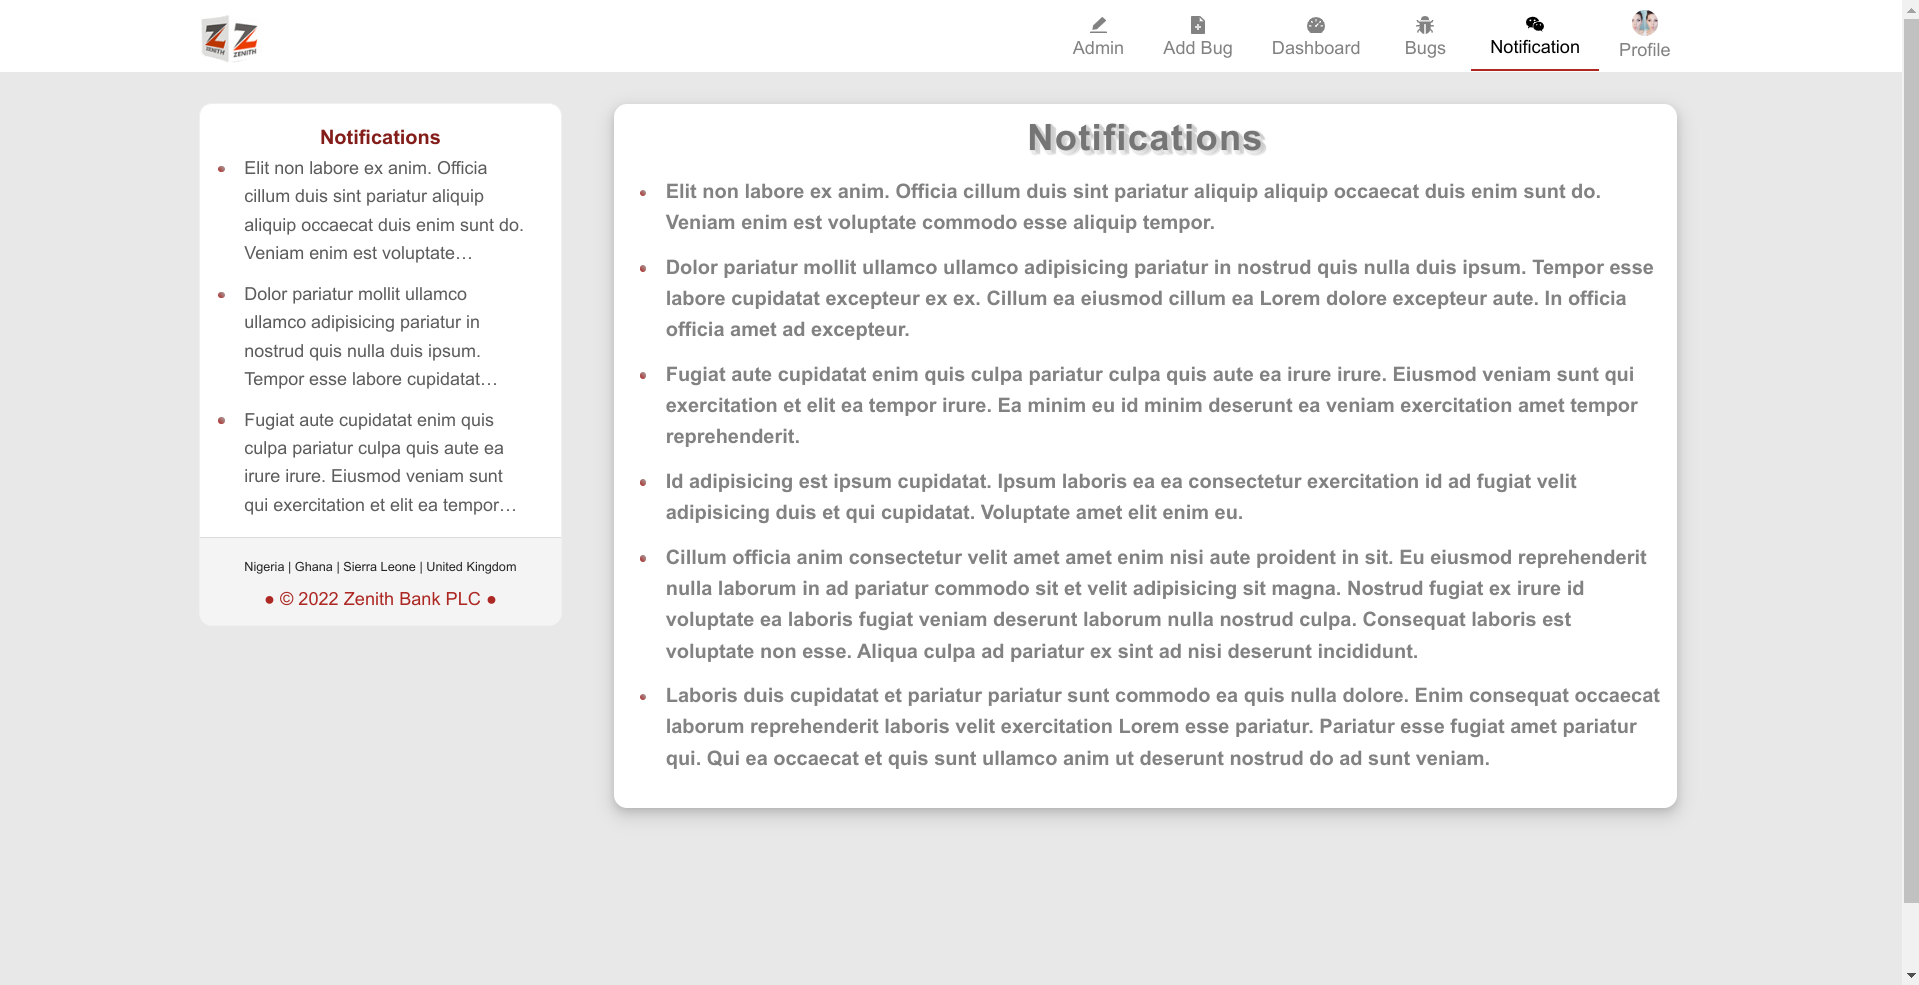 ZENITH ZENITH
Admin
Add Bug
Dashboard
Bugs
Notification
Profile
Notifications
• Elit non labore ex anim. Officia
cillum duis sint pariatur aliquip
aliquip occaecat duis enim sunt do.
Veniam enim est voluptate…
• Dolor pariatur mollit ullamco
ullamco adipisicing pariatur in
nostrud quis nulla duis ipsum.
Tempor esse labore cupidatat…
• Fugiat aute cupidatat enim quis
culpa pariatur culpa quis aute ea
irure irure. Eiusmod veniam sunt
qui exercitation et elit ea tempor…
Nigeria | Ghana | Sierra Leone | United Kingdom
● © 2022 Zenith Bank PLC ●
Notifications
• Elit non labore ex anim. Officia cillum duis sint pariatur aliquip aliquip occaecat duis enim sunt do.
Veniam enim est voluptate commodo esse aliquip tempor.
• Dolor pariatur mollit ullamco ullamco adipisicing pariatur in nostrud quis nulla duis ipsum. Tempor esse
labore cupidatat excepteur ex ex. Cillum ea eiusmod cillum ea Lorem dolore excepteur aute. In officia
officia amet ad excepteur.
• Fugiat aute cupidatat enim quis culpa pariatur culpa quis aute ea irure irure. Eiusmod veniam sunt qui
exercitation et elit ea tempor irure. Ea minim eu id minim deserunt ea veniam exercitation amet tempor
reprehenderit.
• Id adipisicing est ipsum cupidatat. Ipsum laboris ea ea consectetur exercitation id ad fugiat velit
adipisicing duis et qui cupidatat. Voluptate amet elit enim eu.
• Cillum officia anim consectetur velit amet amet enim nisi aute proident in sit. Eu eiusmod reprehenderit
nulla laborum in ad pariatur commodo sit et velit adipisicing sit magna. Nostrud fugiat ex irure id
voluptate ea laboris fugiat veniam deserunt laborum nulla nostrud culpa. Consequat laboris est
voluptate non esse. Aliqua culpa ad pariatur ex sint ad nisi deserunt incididunt.
• Laboris duis cupidatat et pariatur pariatur sunt commodo ea quis nulla dolore. Enim consequat occaecat
laborum reprehenderit laboris velit exercitation Lorem esse pariatur. Pariatur esse fugiat amet pariatur
qui. Qui ea occaecat et quis sunt ullamco anim ut deserunt nostrud do ad sunt veniam.